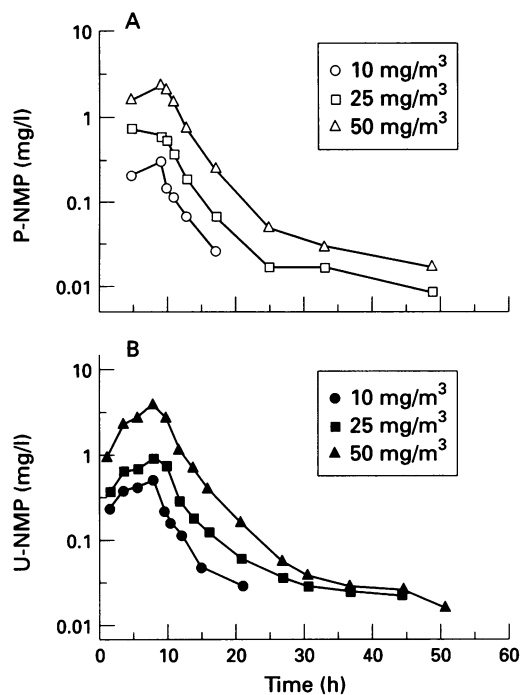 A
10
1
0.1
0.01
P-NMP (mg/l)
10 mg/m³
25 mg/m³
50 mg/m³
B
10
1
0.1
0.01
U-NMP (mg/l)
10 mg/m³
25 mg/m³
50 mg/m³
0 10 20 30 40 50 60
Time (h)